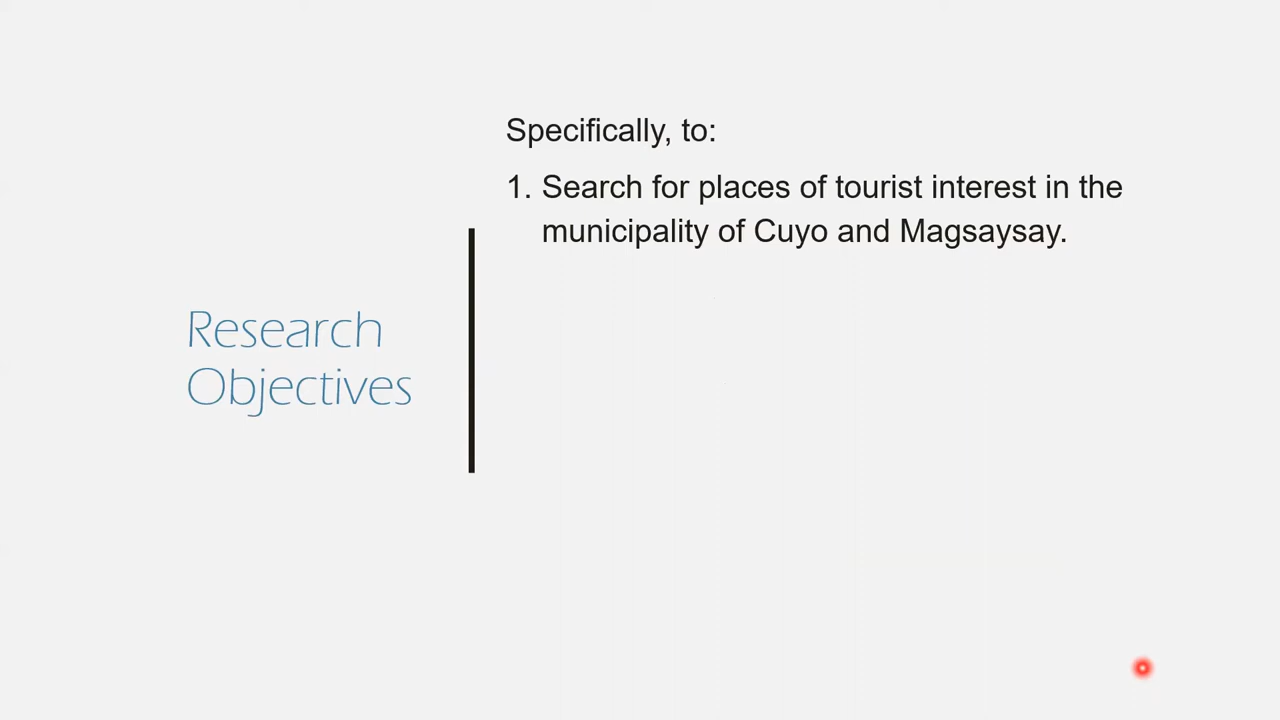 Research
Objectives
Specifically, to:
1. Search for places of tourist interest in the
municipality of Cuyo and Magsaysay.